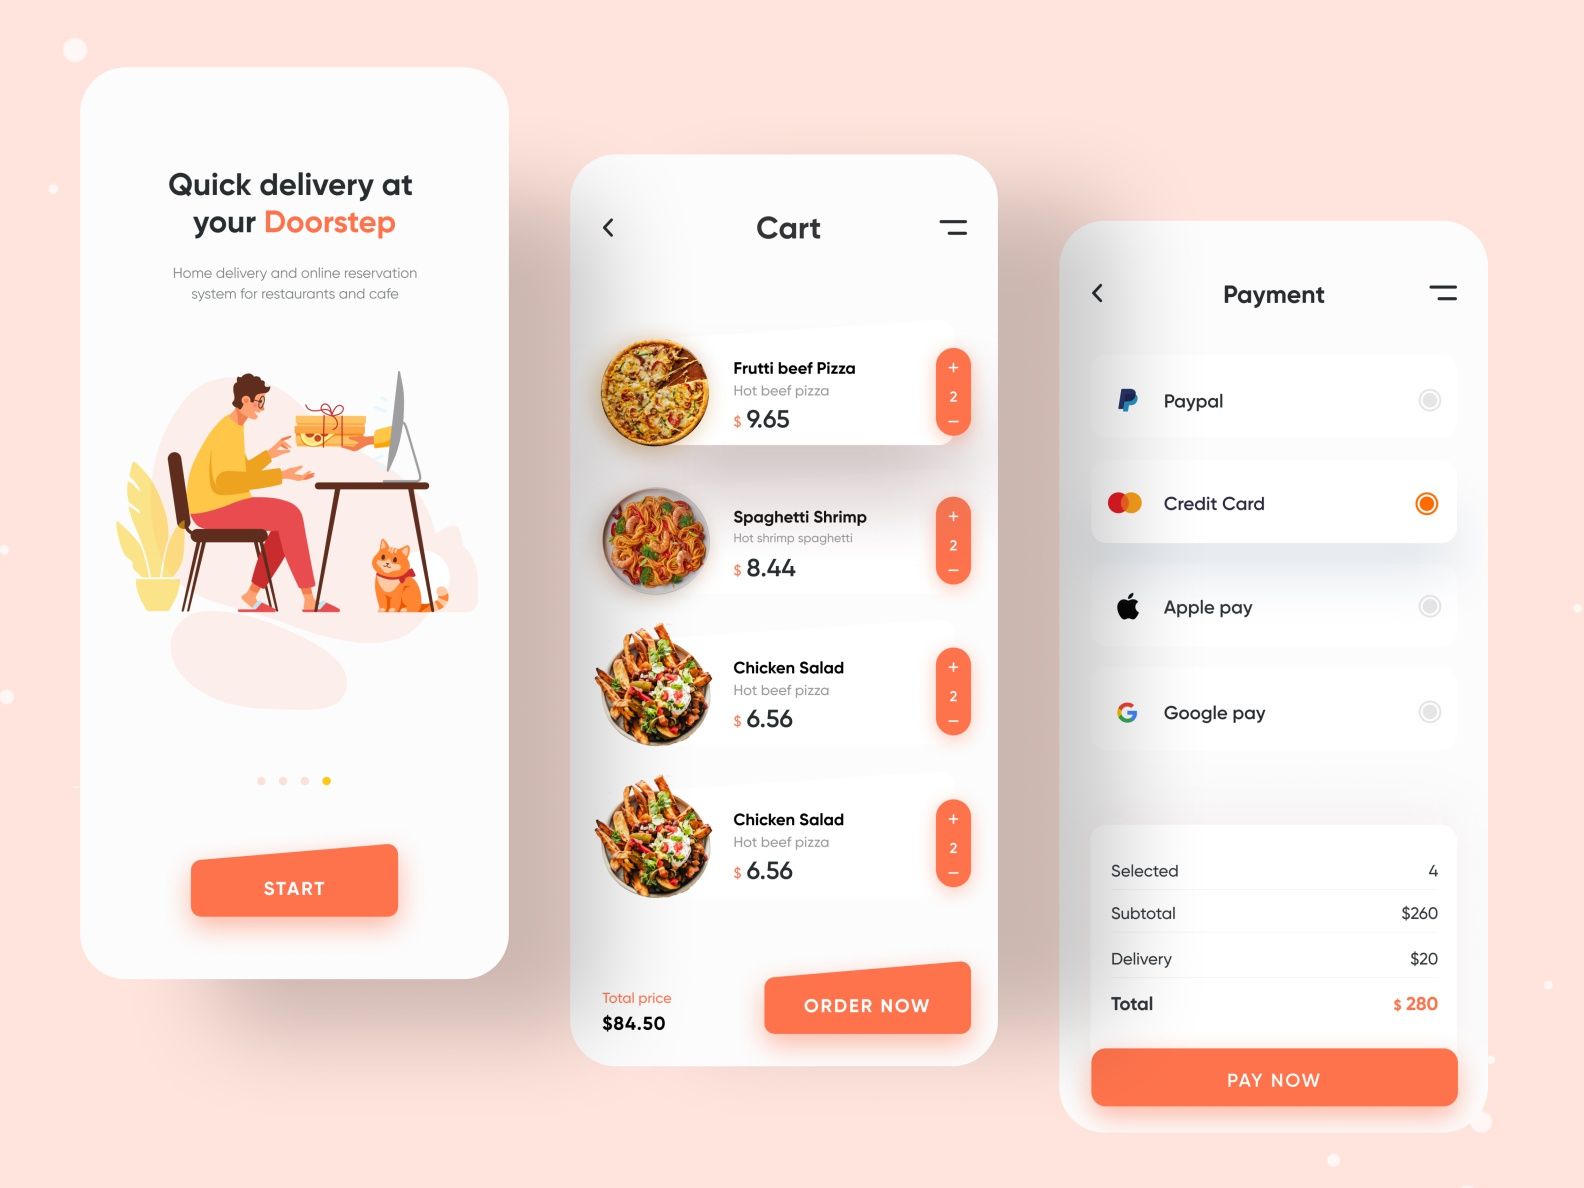 Quick delivery at
your Doorstep
Home delivery and online reservation
system for restaurants and cafe
START
Cart
Frutti beef Pizza
Hot beef pizza
$ 9.65
+
2
−
Spaghetti Shrimp
Hot shrimp spaghetti
$ 8.44
+
2
−
Chicken Salad
Hot beef pizza
$ 6.56
+
2
−
Chicken Salad
Hot beef pizza
$ 6.56
+
2
−
Total price
$84.50
ORDER NOW
Payment
Paypal
Credit Card
Apple pay
Google pay
Selected 4
Subtotal $260
Delivery $20
Total $ 280
PAY NOW